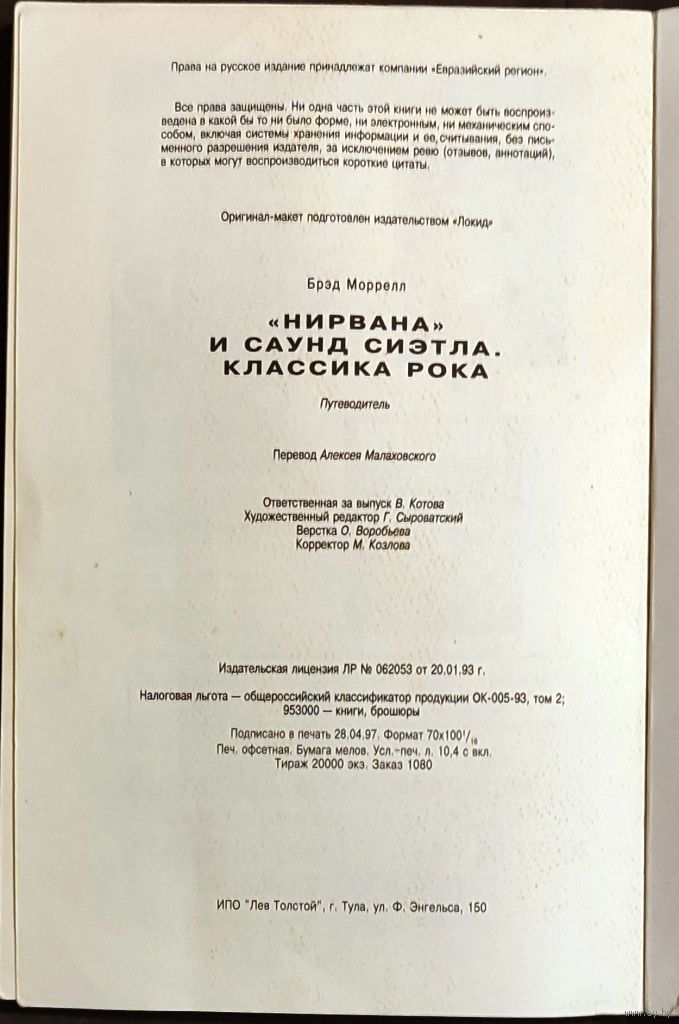 Права на русское издание принадлежат компании «Евразийский регион».
Все права защищены. Ни одна часть этой книги не может быть воспроиз-
ведена в какой бы то ни было форме, ни электронным, ни механическим спо-
собом, включая системы хранения информации и ее считывания, без пись-
менного разрешения издателя, за исключением ревю (отзывов, аннотаций),
в которых могут воспроизводиться короткие цитаты.
Оригинал-макет подготовлен издательством «Локид»
Брэд Моррелл
«НИРВАНА»
И САУНД СИЭТЛА.
КЛАССИКА РОКА
Путеводитель
Перевод Алексея Малаховского
Ответственная за выпуск В. Котова
Художественный редактор Г. Сыроватский
Верстка О. Воробьева
Корректор М. Козлова
Издательская лицензия ЛР № 062053 от 20.01.93 г.
Налоговая льгота — общероссийский классификатор продукции ОК-005-93, том 2;
953000 — книги, брошюры
Подписано в печать 28.04.97. Формат 70х100¹/₁₆
Печ. офсетная. Бумага мелов. Усл.-печ. л. 10,4 с вкл.
Тираж 20000 экз. Заказ 1080
ИПО "Лев Толстой", г. Тула, ул. Ф. Энгельса, 150